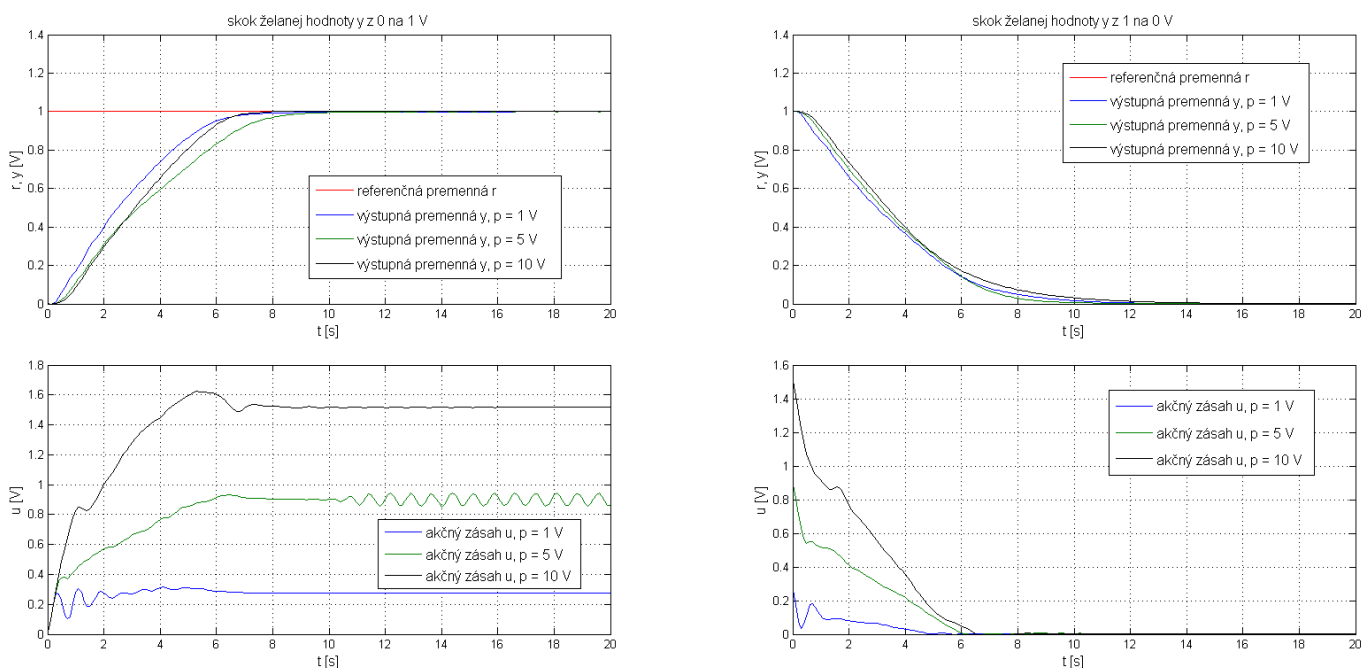 skok želanej hodnoty y z 0 na 1 V
1.4
1.2
1
0.8
0.6
0.4
0.2
0
r, y [V]
referenčná premenná r
výstupná premenná y, p = 1 V
výstupná premenná y, p = 5 V
výstupná premenná y, p = 10 V
0 2 4 6 8 10 12 14 16 18 20
t [s]
skok želanej hodnoty y z 1 na 0 V
1.4
1.2
1
0.8
0.6
0.4
0.2
0
r, y [V]
referenčná premenná r
výstupná premenná y, p = 1 V
výstupná premenná y, p = 5 V
výstupná premenná y, p = 10 V
0 2 4 6 8 10 12 14 16 18 20
t [s]
1.8
1.6
1.4
1.2
1
0.8
0.6
0.4
0.2
0
u [V]
akčný zásah u, p = 1 V
akčný zásah u, p = 5 V
akčný zásah u, p = 10 V
0 2 4 6 8 10 12 14 16 18 20
t [s]
1.6
1.4
1.2
1
0.8
0.6
0.4
0.2
0
u [V]
akčný zásah u, p = 1 V
akčný zásah u, p = 5 V
akčný zásah u, p = 10 V
0 2 4 6 8 10 12 14 16 18 20
t [s]